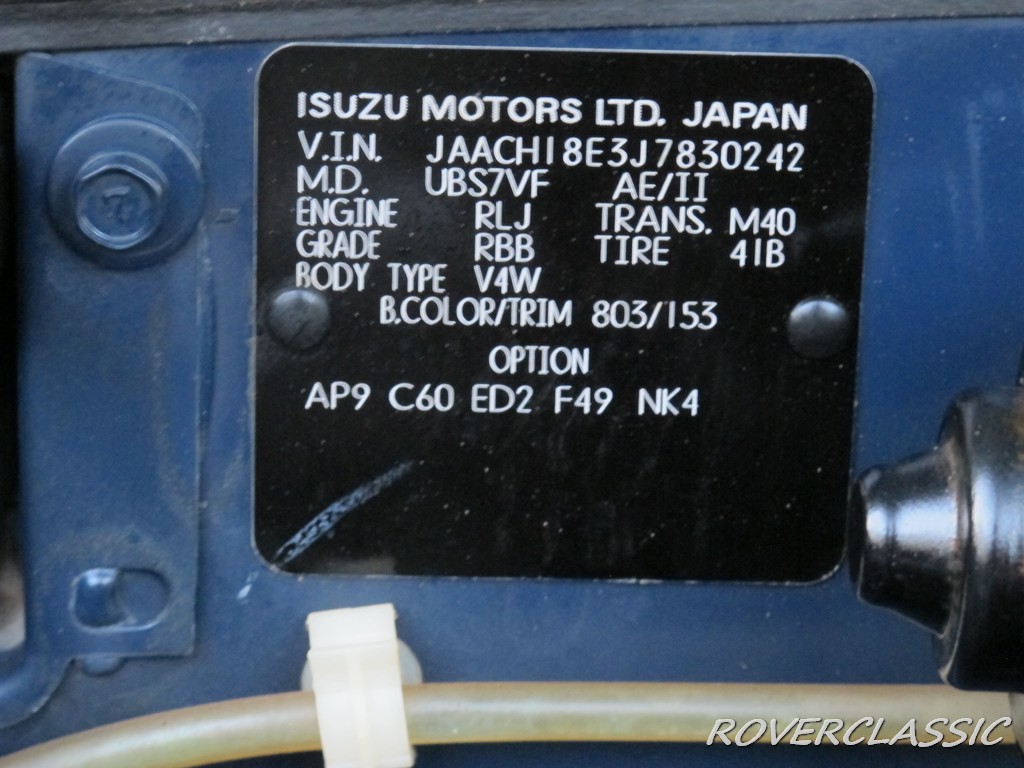 ISUZU MOTORS LTD. JAPAN
V.I.N. JAACH18E3J7830242
M.D. UBS7VF AE/II
ENGINE RLJ TRANS. M40
GRADE RBB TIRE 41B
BODY TYPE V4W
B.COLOR/TRIM 803/153
OPTION
AP9 C60 ED2 F49 NK4
7
ROVERCLASSIC